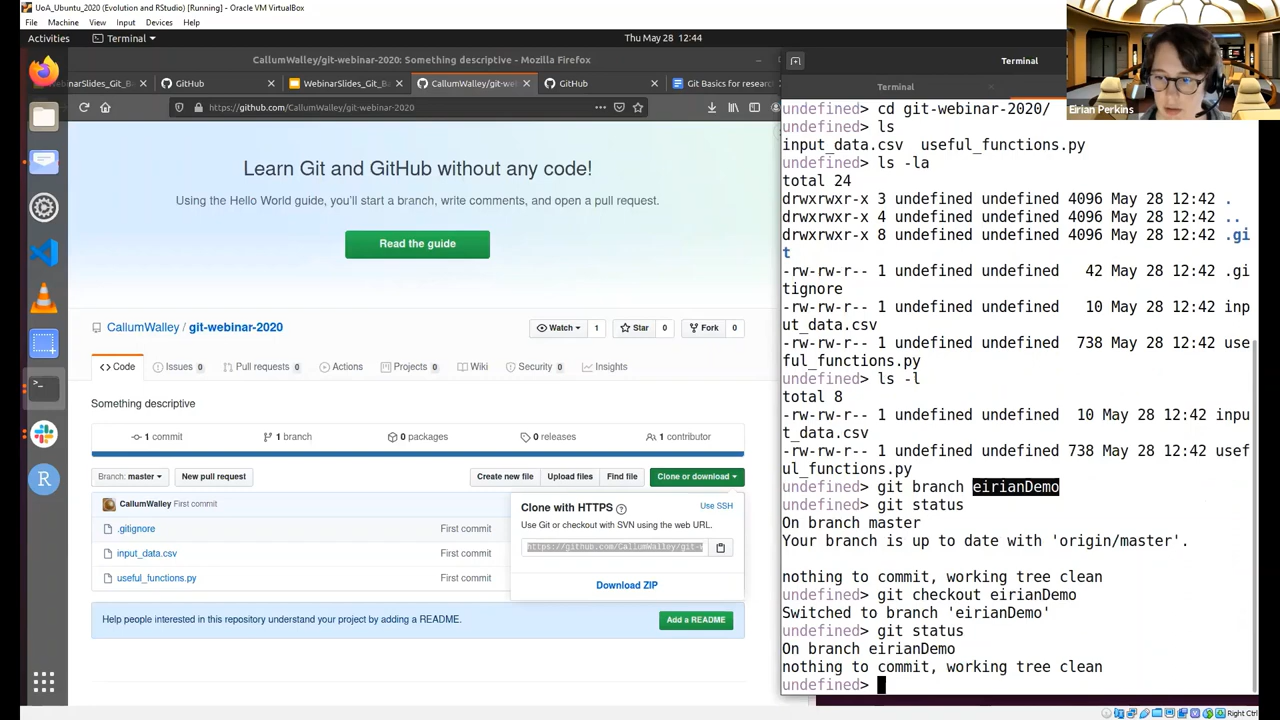 UoA_Ubuntu_20 (Evolution and RStudio) [Running] - Oracle VM VirtualBox
File Machine View Input Devices Help
Activities Terminal Thu May 28 12:44
CallumWalley/git-webinar-2020: Something descriptive - Mozilla Firefox
WebinarSlides_Git_B GitHub WebinarSlides_Git_Ba CallumWalley/git-we GitHub Git Basics for resear
https://github.com/CallumWalley/git-webinar-2020
Learn Git and GitHub without any code!
Using the Hello World guide, you'll start a branch, write comments, and open a pull request.
Read the guide
CallumWalley / git-webinar-2020
Watch 1 Star 0 Fork 0
Code Issues 0 Pull requests 0 Actions Projects 0 Wiki Security 0 Insights
Something descriptive
1 commit 1 branch 0 packages 0 releases 1 contributor
Branch: master New pull request Create new file Upload files Find file Clone or download
CallumWalley First commit
.gitignore First commit
input_data.csv First commit
useful_functions.py First commit
Clone with HTTPS ? Use SSH
Use Git or checkout with SVN using the web URL.
https://github.com/CallumWalley/git-w
Download ZIP
Help people interested in this repository understand your project by adding a README. Add a README
Terminal
Terminal
Eirian Perkins
undefined> cd git-webinar-2020/
undefined> ls
input_data.csv useful_functions.py
undefined> ls -la
total 24
drwxrwxr-x 3 undefined undefined 4096 May 28 12:42 .
drwxrwxr-x 4 undefined undefined 4096 May 28 12:42 ..
drwxrwxr-x 8 undefined undefined 4096 May 28 12:42 .gi
t
-rw-rw-r-- 1 undefined undefined 42 May 28 12:42 .gi
tignore
-rw-rw-r-- 1 undefined undefined 10 May 28 12:42 inp
ut_data.csv
-rw-rw-r-- 1 undefined undefined 738 May 28 12:42 use
ful_functions.py
undefined> ls -l
total 8
-rw-rw-r-- 1 undefined undefined 10 May 28 12:42 inpu
t_data.csv
-rw-rw-r-- 1 undefined undefined 738 May 28 12:42 usef
ul_functions.py
undefined> git branch eirianDemo
undefined> git status
On branch master
Your branch is up to date with 'origin/master'.
nothing to commit, working tree clean
undefined> git checkout eirianDemo
Switched to branch 'eirianDemo'
undefined> git status
On branch eirianDemo
nothing to commit, working tree clean
undefined>
Right Ctrl